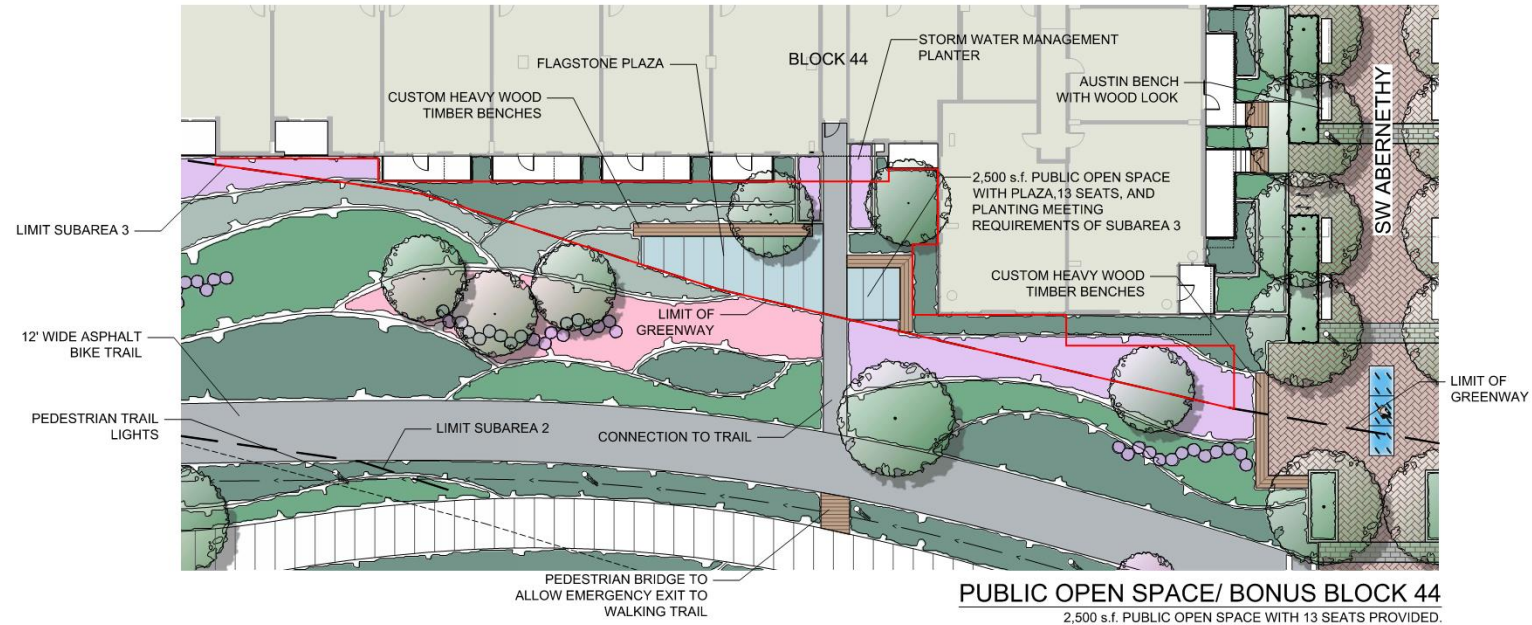 BLOCK 44
STORM WATER MANAGEMENT
PLANTER
FLAGSTONE PLAZA
CUSTOM HEAVY WOOD
TIMBER BENCHES
AUSTIN BENCH
WITH WOOD LOOK
SW ABERNETHY
2,500 s.f. PUBLIC OPEN SPACE
WITH PLAZA,13 SEATS, AND
PLANTING MEETING
REQUIREMENTS OF SUBAREA 3
LIMIT SUBAREA 3
CUSTOM HEAVY WOOD
TIMBER BENCHES
LIMIT OF
GREENWAY
12' WIDE ASPHALT
BIKE TRAIL
LIMIT OF
GREENWAY
PEDESTRIAN TRAIL
LIGHTS
LIMIT SUBAREA 2
CONNECTION TO TRAIL
PEDESTRIAN BRIDGE TO
ALLOW EMERGENCY EXIT TO
WALKING TRAIL
PUBLIC OPEN SPACE/ BONUS BLOCK 44
2,500 s.f. PUBLIC OPEN SPACE WITH 13 SEATS PROVIDED.